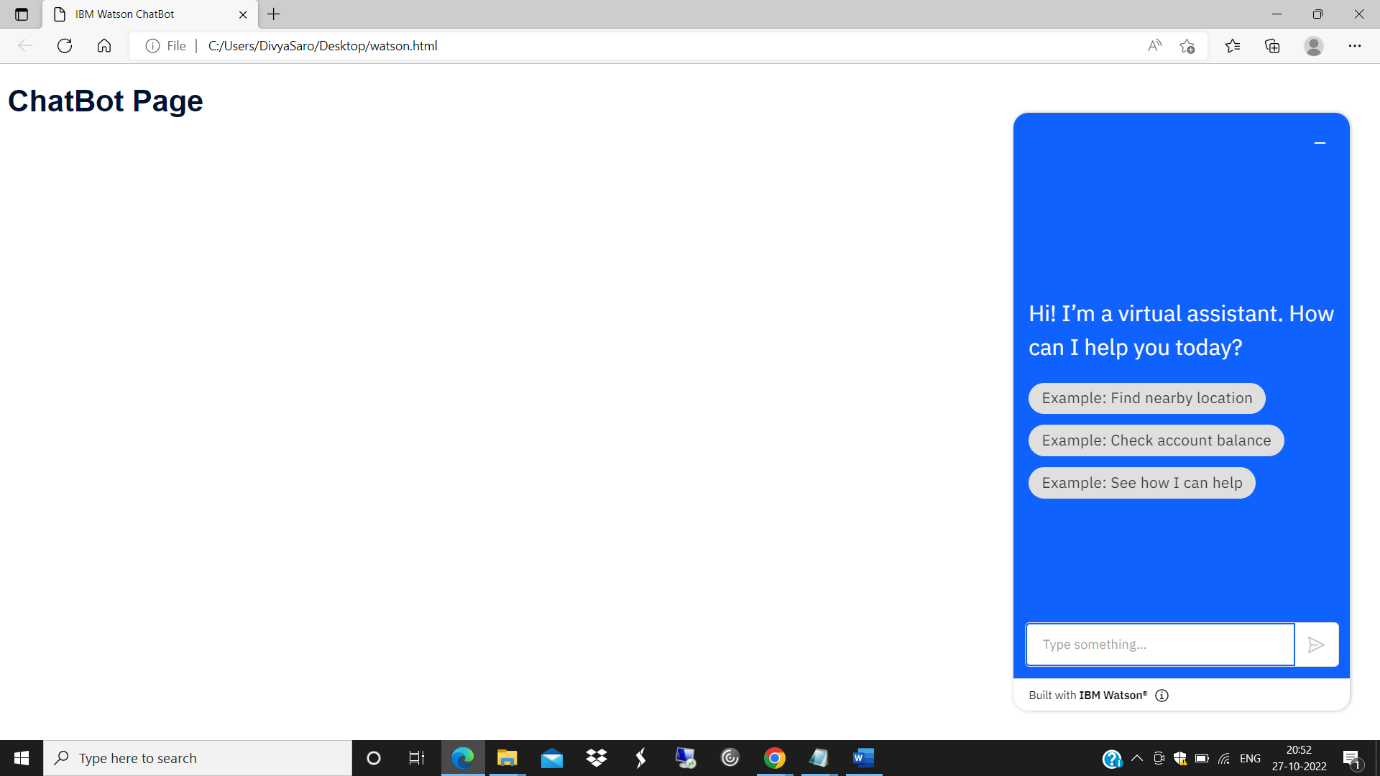 IBM Watson ChatBot
File | C:/Users/DivyaSaro/Desktop/watson.html
ChatBot Page
Hi! I’m a virtual assistant. How
can I help you today?
Example: Find nearby location
Example: Check account balance
Example: See how I can help
Type something...
Built with IBM Watson®
Type here to search
ENG
20:52
27-10-2022
1